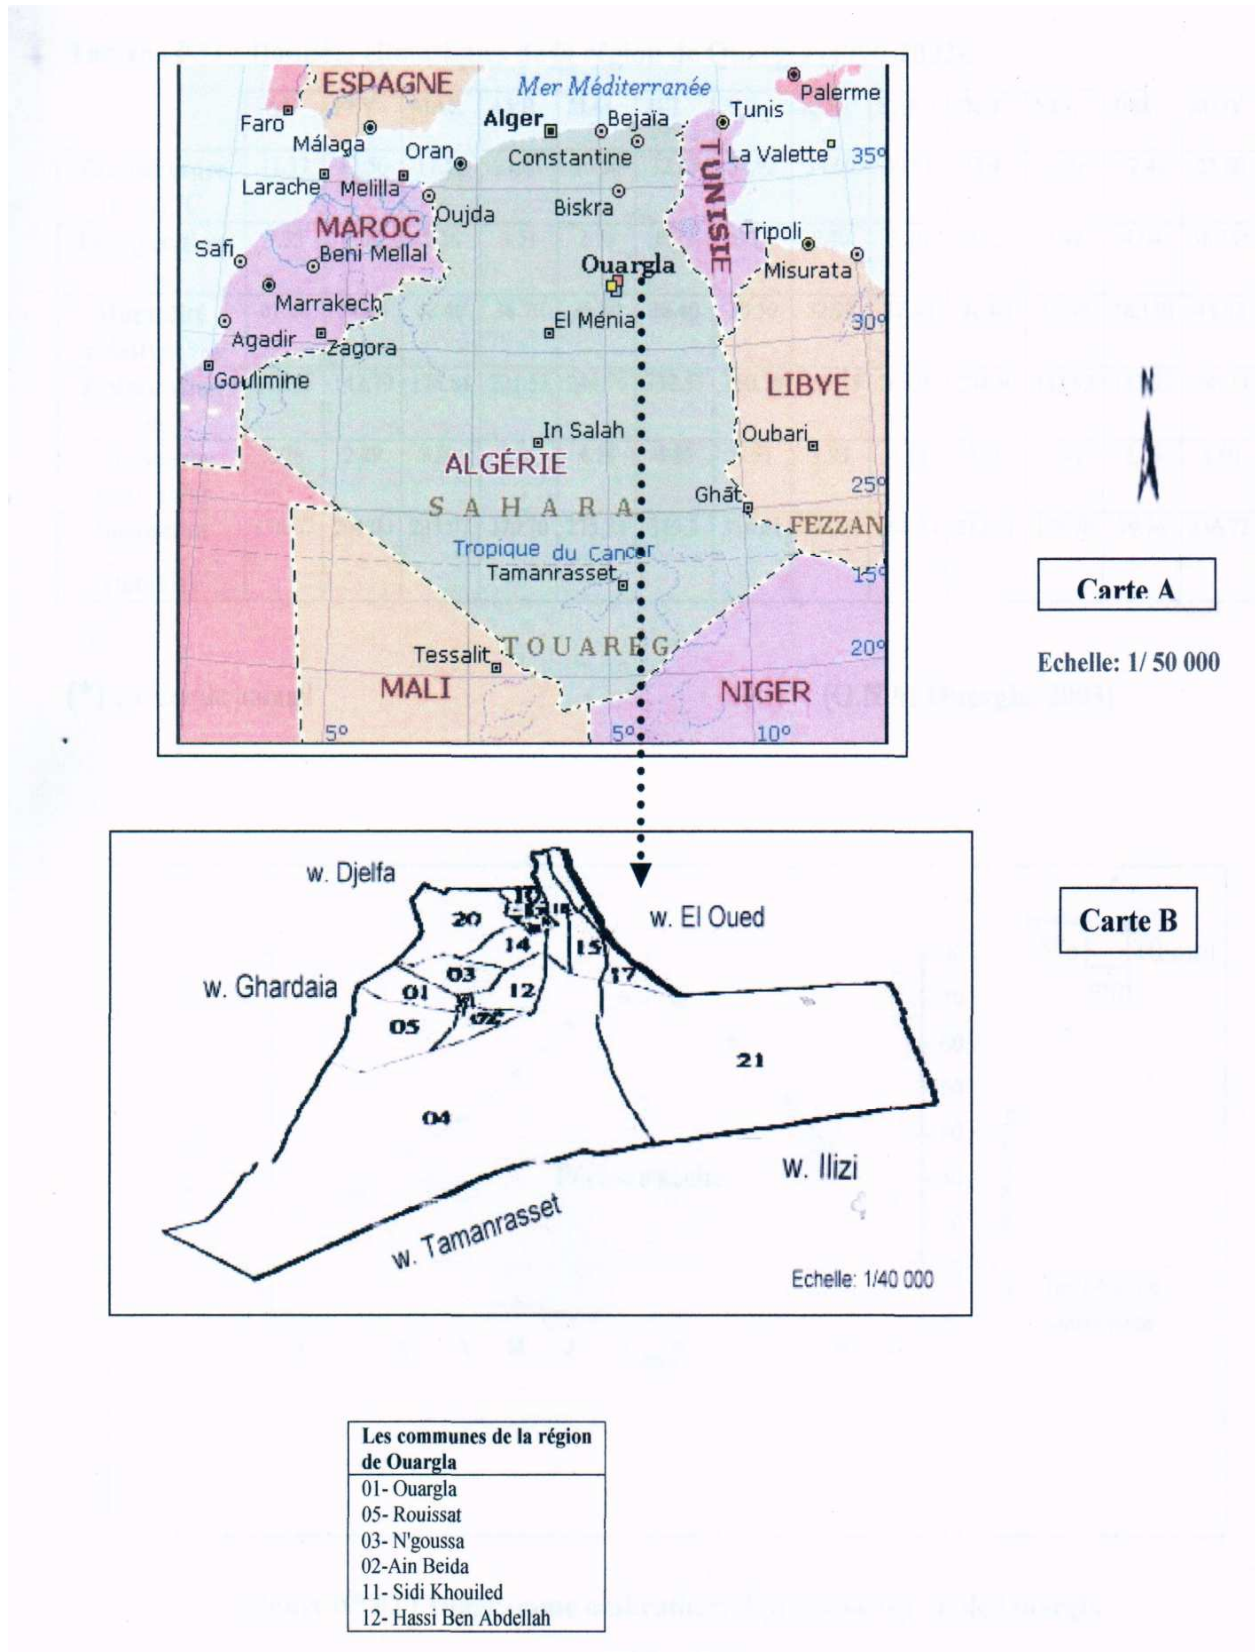 ESPAGNE
Mer Méditerranée
Palerme
Faro
Alger
Bejaïa
Tunis
Málaga
Oran
Constantine
La Valette
35°
Larache
Melilla
TUNISIE
Oujda
Biskra
MAROC
Safi
Beni Mellal
Tripoli
Ouargla
Misurata
Marrakech
El Ménia
30°
Agadir
Zagora
Goulimine
LIBYE
In Salah
Oubari
ALGÉRIE
25°
Ghāt
SAHARA
FEZZAN
Tropique du Cancer
Tamanrasset
15°
TOUAREG
20°
Tessalit
MALI
NIGER
5°
5°
10°
N
Carte A
Echelle: 1/ 50 000
w. Djelfa
w. El Oued
20
14
15
03
17
w. Ghardaia
01
12
05
21
04
w. Ilizi
w. Tamanrasset
Echelle: 1/40 000
Carte B
Les communes de la région
de Ouargla
01- Ouargla
05- Rouissat
03- N'goussa
02-Ain Beida
11- Sidi Khouiled
12- Hassi Ben Abdellah